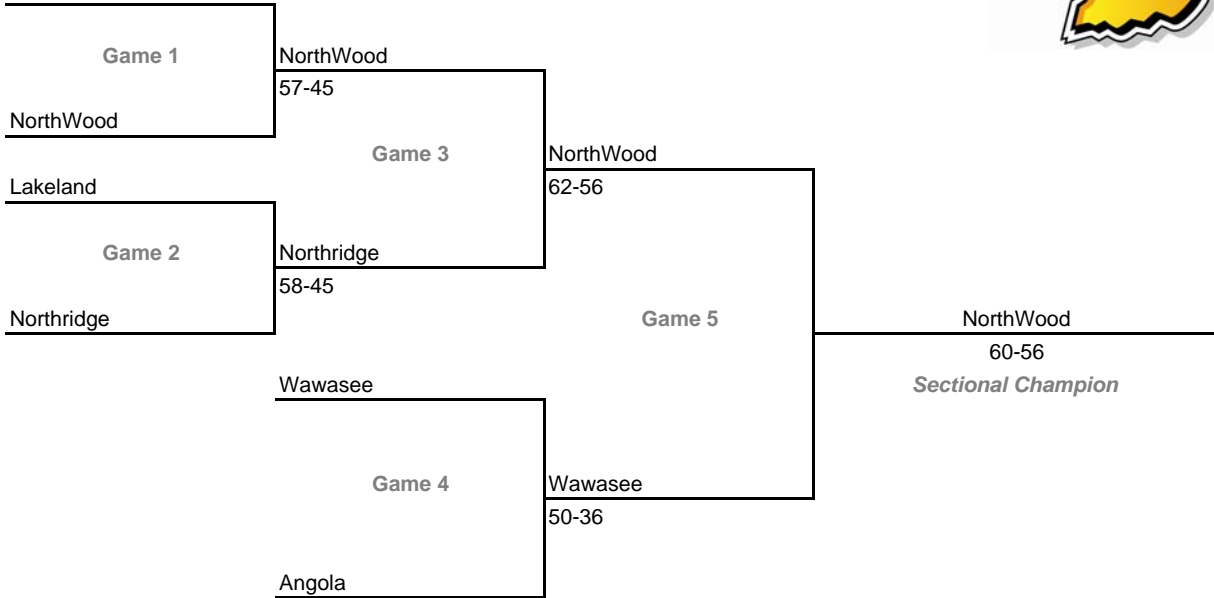 Game 1
NorthWood
57-45
NorthWood
Game 3
NorthWood
62-56
Lakeland
Game 2
Northridge
58-45
Northridge
Game 5
NorthWood
60-56
Sectional Champion
Wawasee
Game 4
Wawasee
50-36
Angola